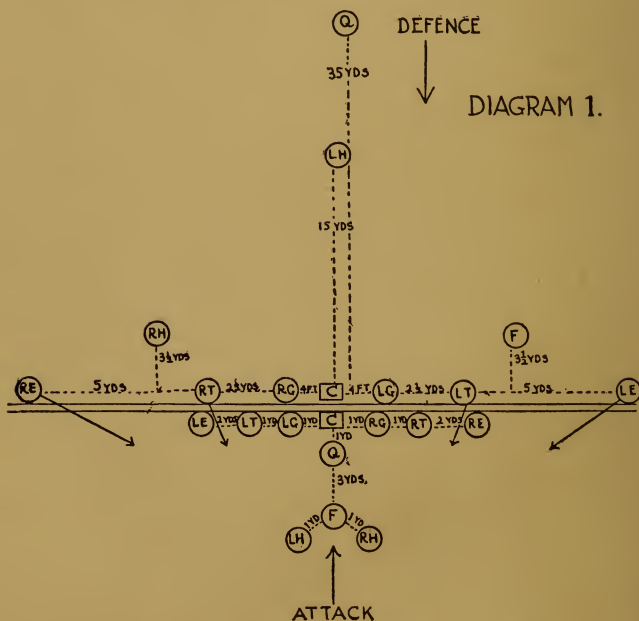 Q DEFENCE
35 YDS
DIAGRAM 1.
LH
15 YDS
RH F
3½ YDS 3½ YDS
RE 5 YDS RT 2½ YDS RG 4 FT C 4 FT LG 2½ YDS LT 5 YDS LE
LE 2 YDS LT 1 YD LG 1 YD C 1 YD RG 1 YD RT 2 YDS RE
1 YD
Q
3 YDS.
LH 1 YD F 1 YD RH
ATTACK